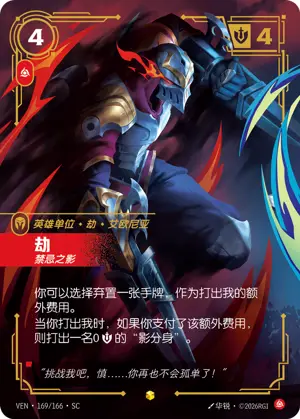 4
4
英雄单位·劫·艾欧尼亚
劫
禁忌之影
你可以选择弃置一张手牌，作为打出我的额
外费用。
当你打出我时，如果你支付了该额外费用，
则打出一名0的“影分身”。
“挑战我吧，慎……你再也不会孤单了！”
VEN·169/166·SC
华锐·©2026RGI